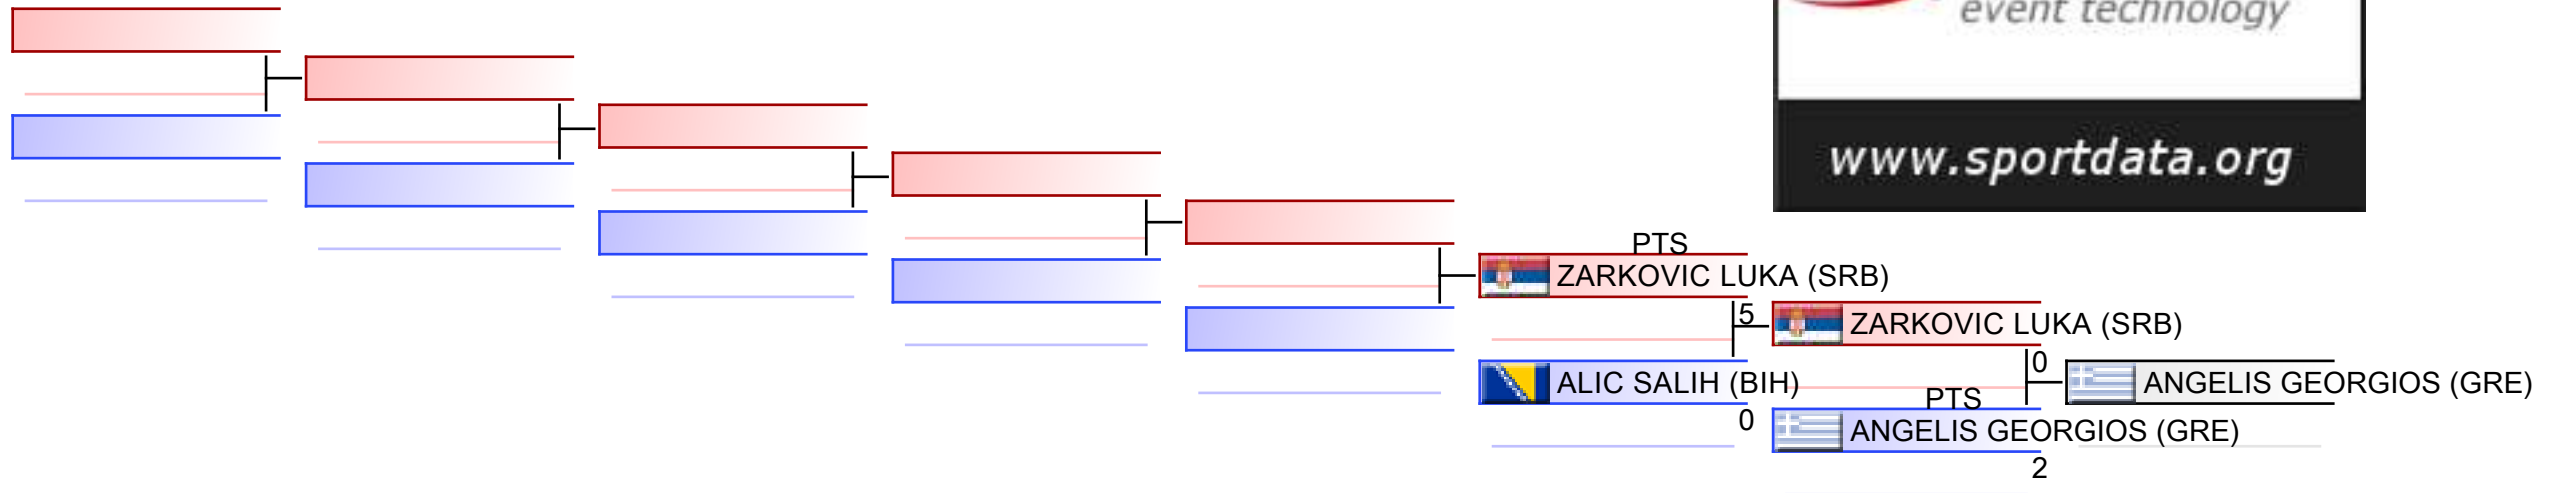 event technology
www.sportdata.org
PTS
ZARKOVIC LUKA (SRB)
5
ZARKOVIC LUKA (SRB)
0
ALIC SALIH (BIH)
ANGELIS GEORGIOS (GRE)
PTS
0
ANGELIS GEORGIOS (GRE)
2